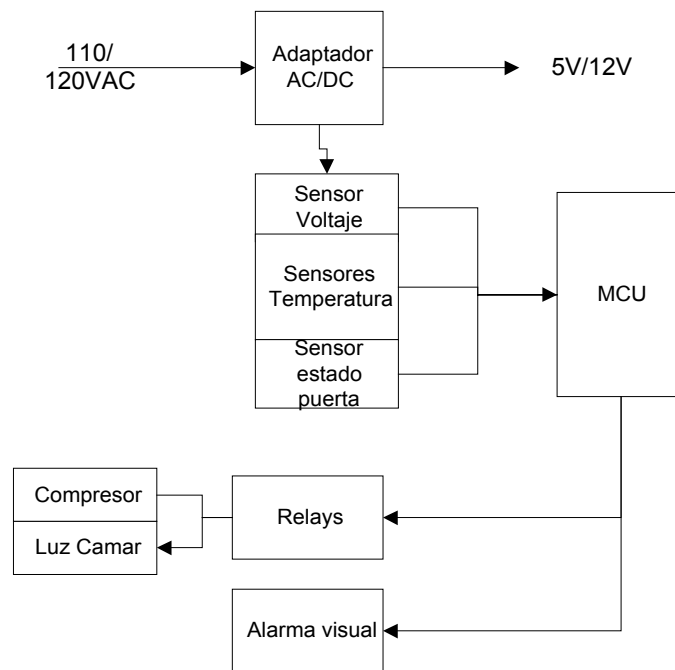 110/
120VAC
Adaptador
AC/DC
5V/12V
Sensor
Voltaje
Sensores
Temperatura
Sensor
estado
puerta
MCU
Compresor
Luz Camar
Relays
Alarma visual